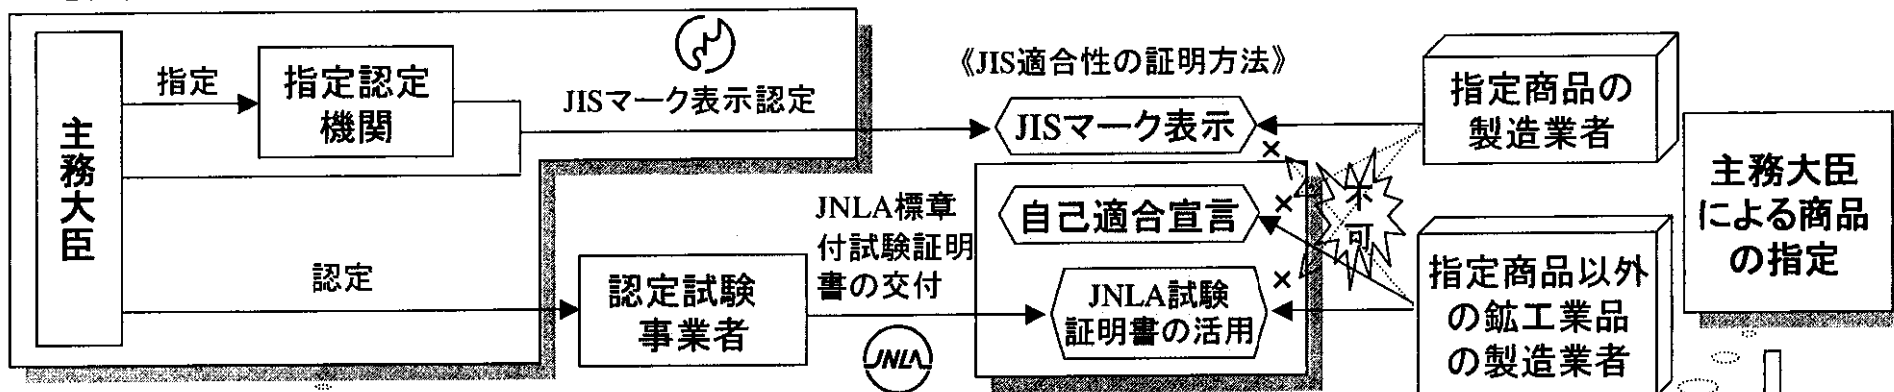 主務大臣
指定
指定認定
機関
JISマーク表示認定
認定
認定試験
事業者
JNLA標章
付試験証明
書の交付
JNLA
《JIS適合性の証明方法》
JISマーク表示
自己適合宣言
JNLA試験
証明書の活用
×
×
×
不可
指定商品の
製造業者
指定商品以外
の鉱工業品
の製造業者
主務大臣
による商品
の指定